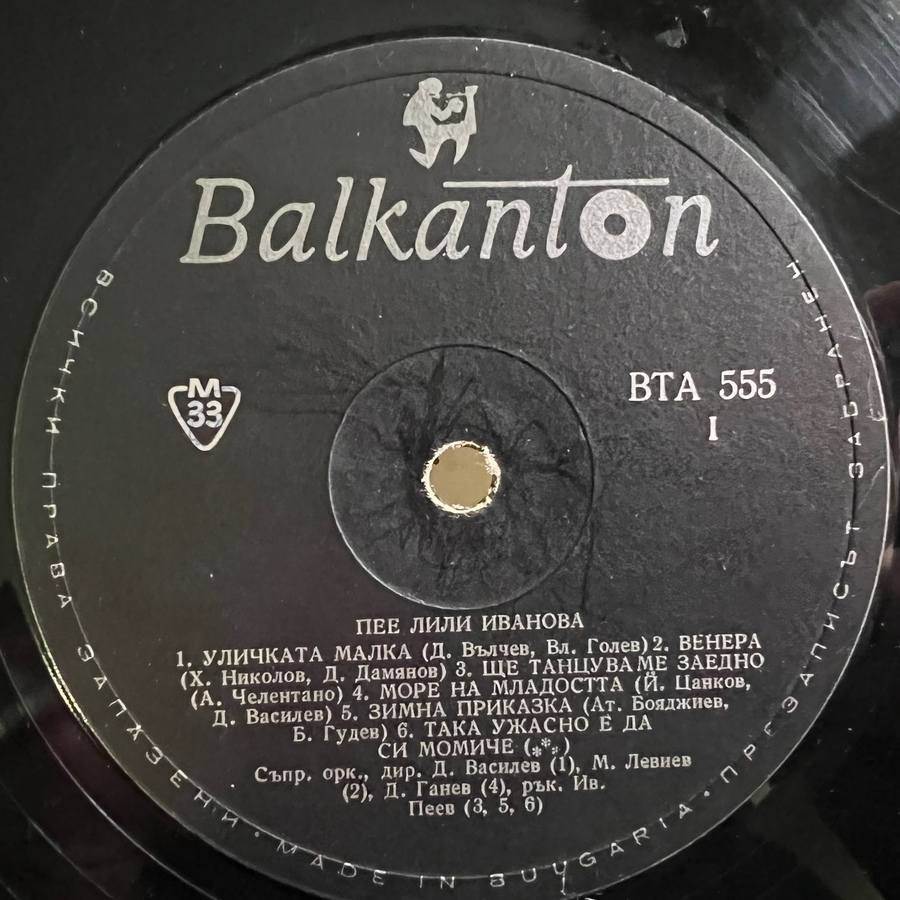 Balkanton
M
33
ВТА 555
I
ПЕЕ ЛИЛИ ИВАНОВА
1. УЛИЧКАТА МАЛКА (Д. Вълчев, Вл. Голев) 2. ВЕНЕРА
(Х. Николов, Д. Дамянов) 3. ЩЕ ТАНЦУВАМЕ ЗАЕДНО
(А. Челентано) 4. МОРЕ НА МЛАДОСТТА (Й. Цанков,
Д. Василев) 5. ЗИМНА ПРИКАЗКА (Ат. Бояджиев,
Б. Гудев) 6. ТАКА УЖАСНО Е ДА
СИ МОМИЧЕ (***)
Съпр. орк., дир. Д. Василев (1), М. Левиев
(2), Д. Ганев (4), рък. Ив.
Пеев (3, 5, 6)
ВСИЧКИ ПРАВА ЗАПАЗЕНИ • MADE IN BULGARIA • ПРЕЗАПИСЪТ ЗАБРАНЕН